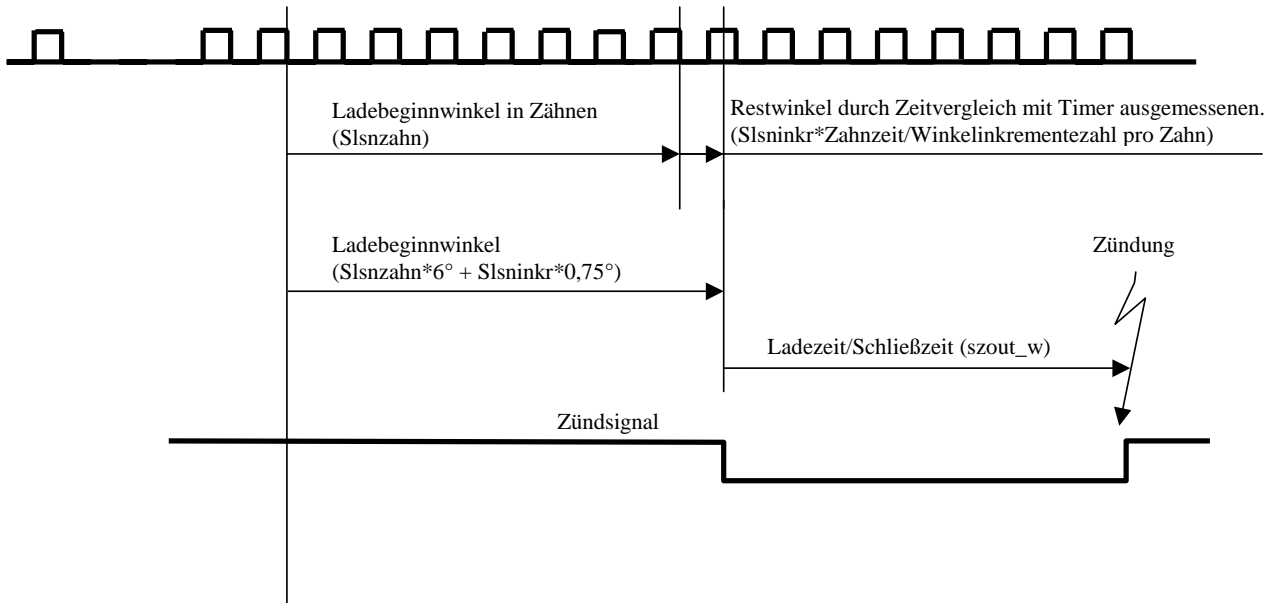 Ladebeginnwinkel in Zähnen
(Slsnzahn)
Restwinkel durch Zeitvergleich mit Timer ausgemessenen.
(Slsninkr*Zahnzeit/Winkelinkrementezahl pro Zahn)
Ladebeginnwinkel
(Slsnzahn*6° + Slsninkr*0,75°)
Zündung
Ladezeit/Schließzeit (szout_w)
Zündsignal